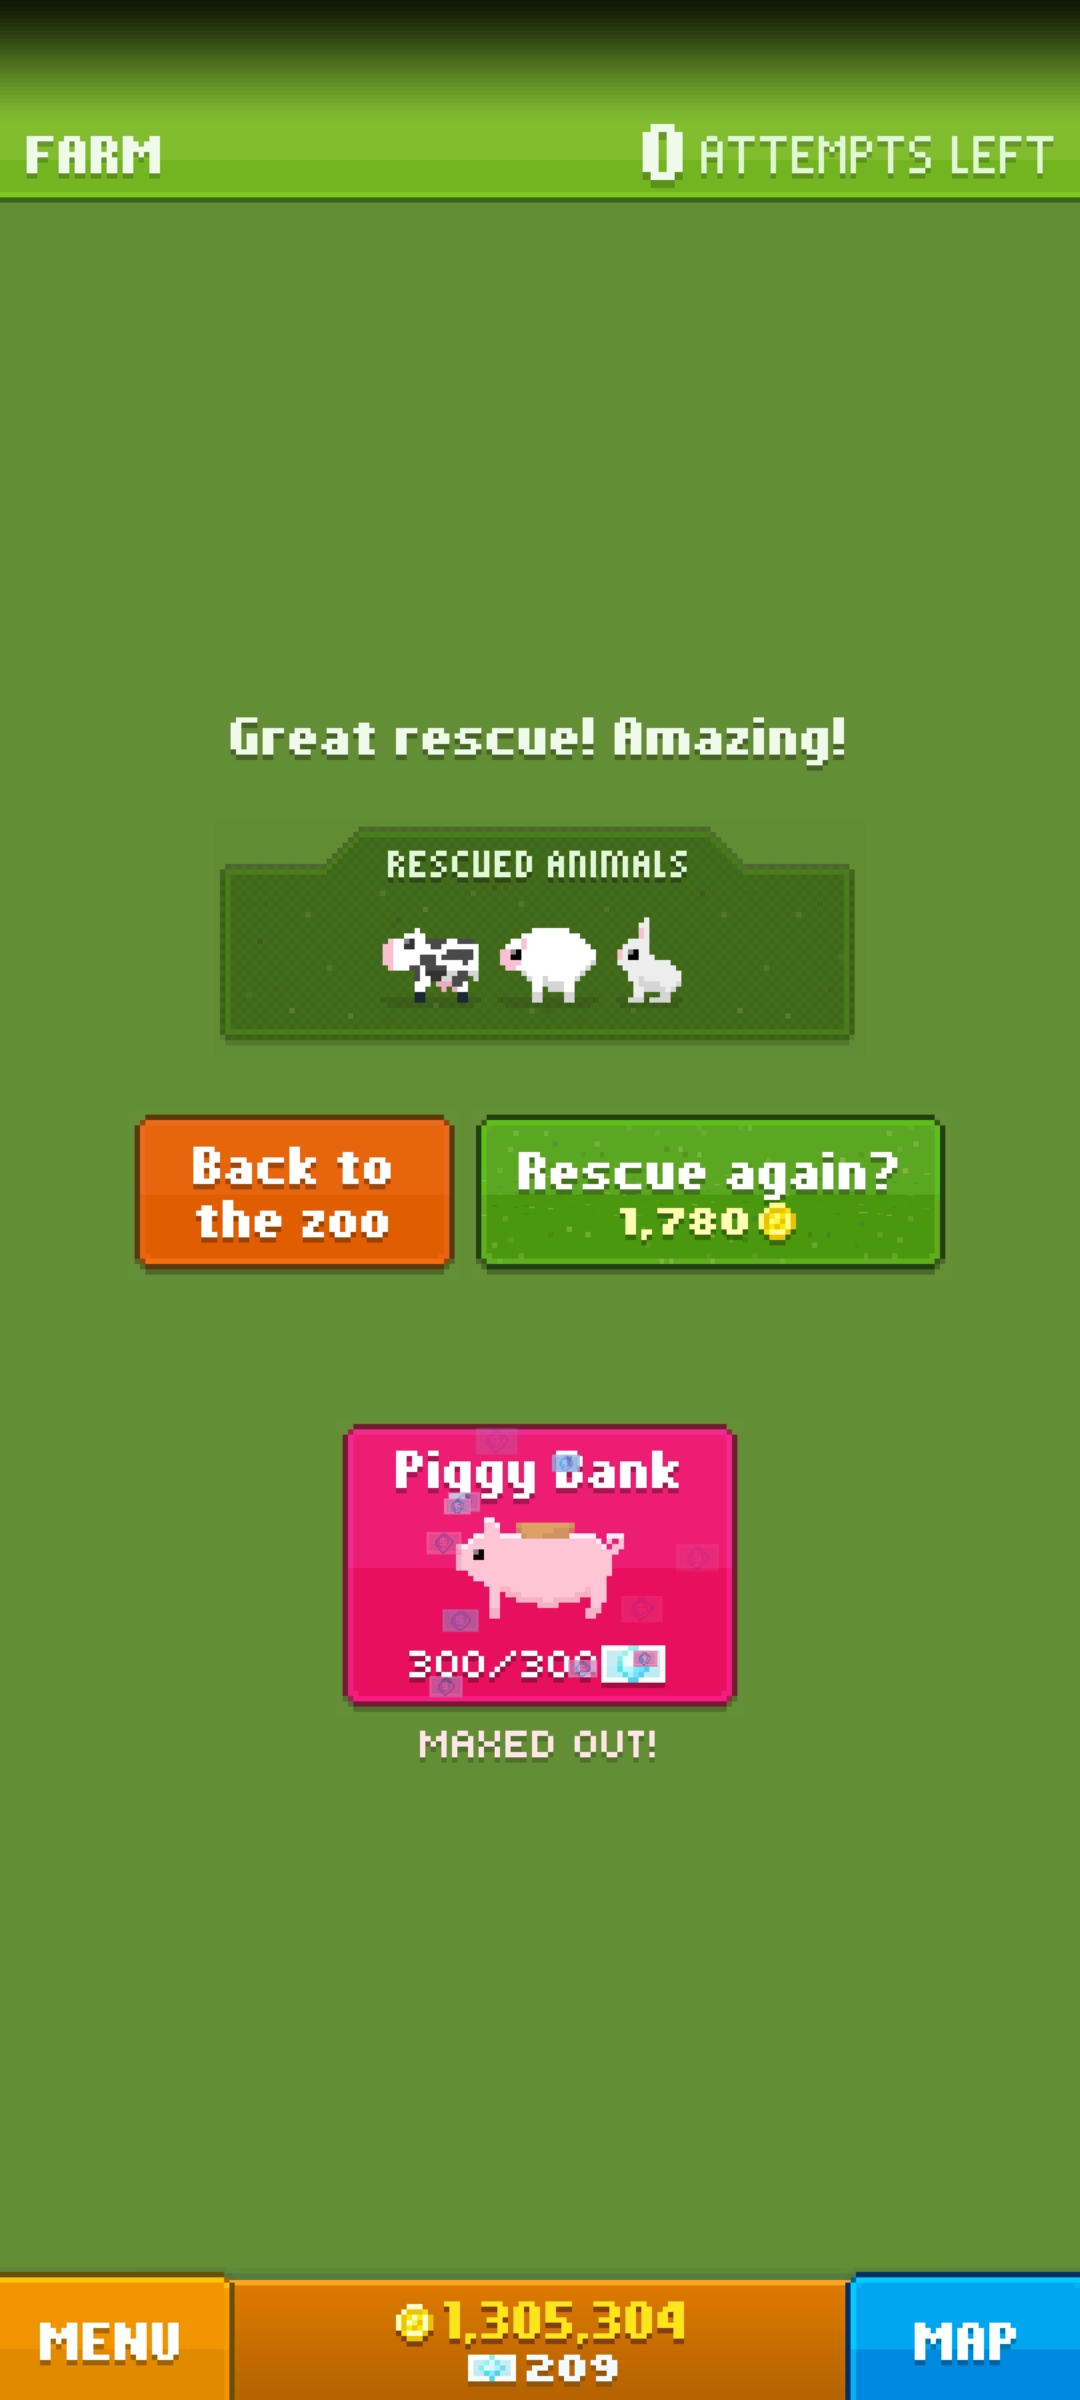 FARM
0 ATTEMPTS LEFT
Great rescue! Amazing!
RESCUED ANIMALS
Back to
the zoo
Rescue again?
1,780
Piggy Bank
300/300
MAXED OUT!
MENU
1,305,304
209
MAP